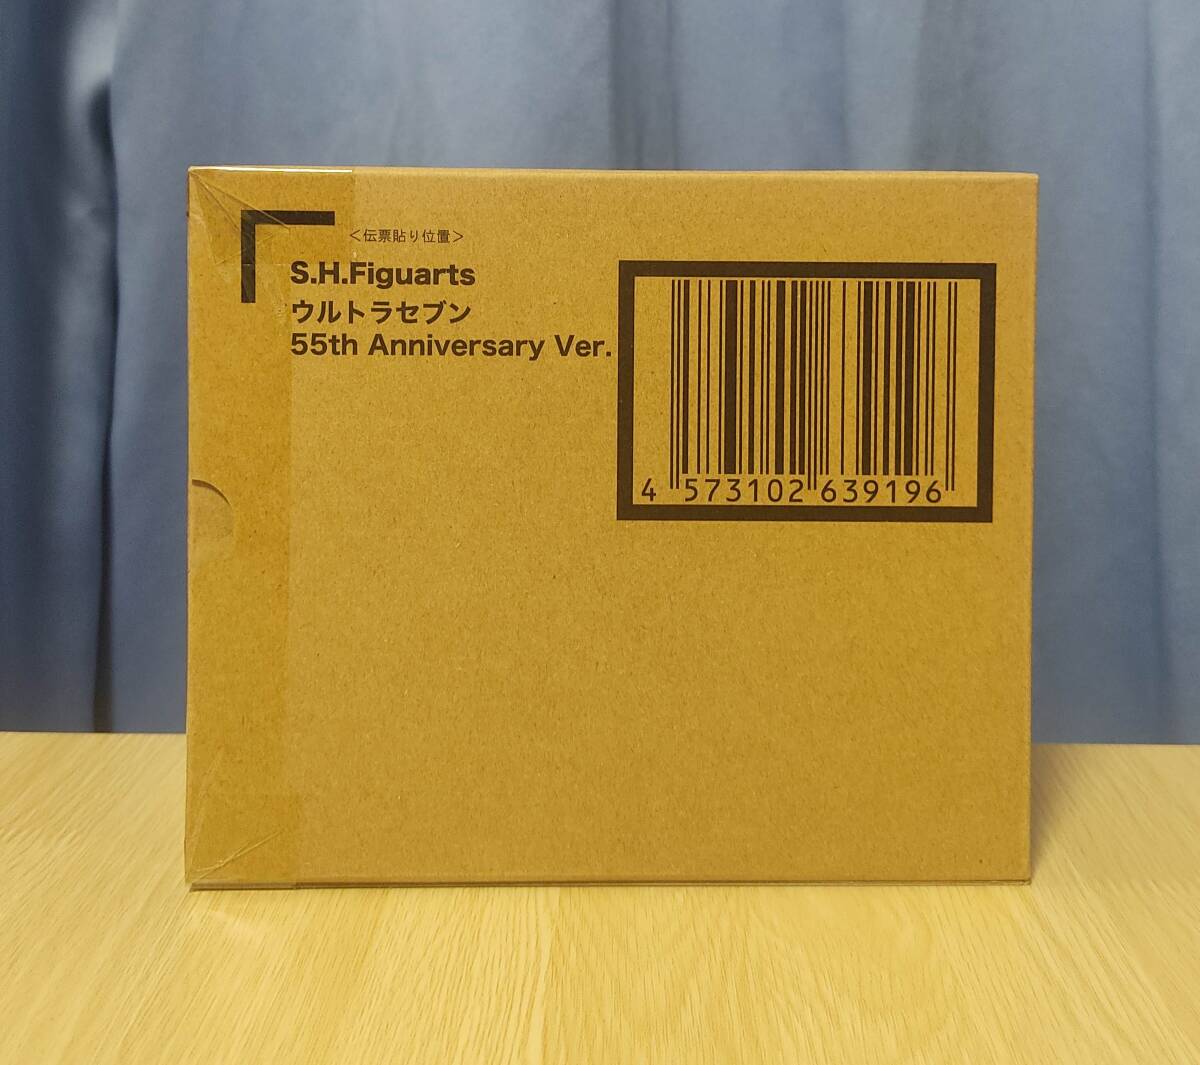 ＜伝票貼り位置＞
S.H.Figuarts
ウルトラセブン
55th Anniversary Ver.
4 573102 639196